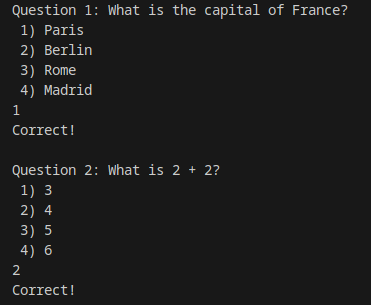 Question 1: What is the capital of France?
1) Paris
2) Berlin
3) Rome
4) Madrid
1
Correct!
Question 2: What is 2 + 2?
1) 3
2) 4
3) 5
4) 6
2
Correct!